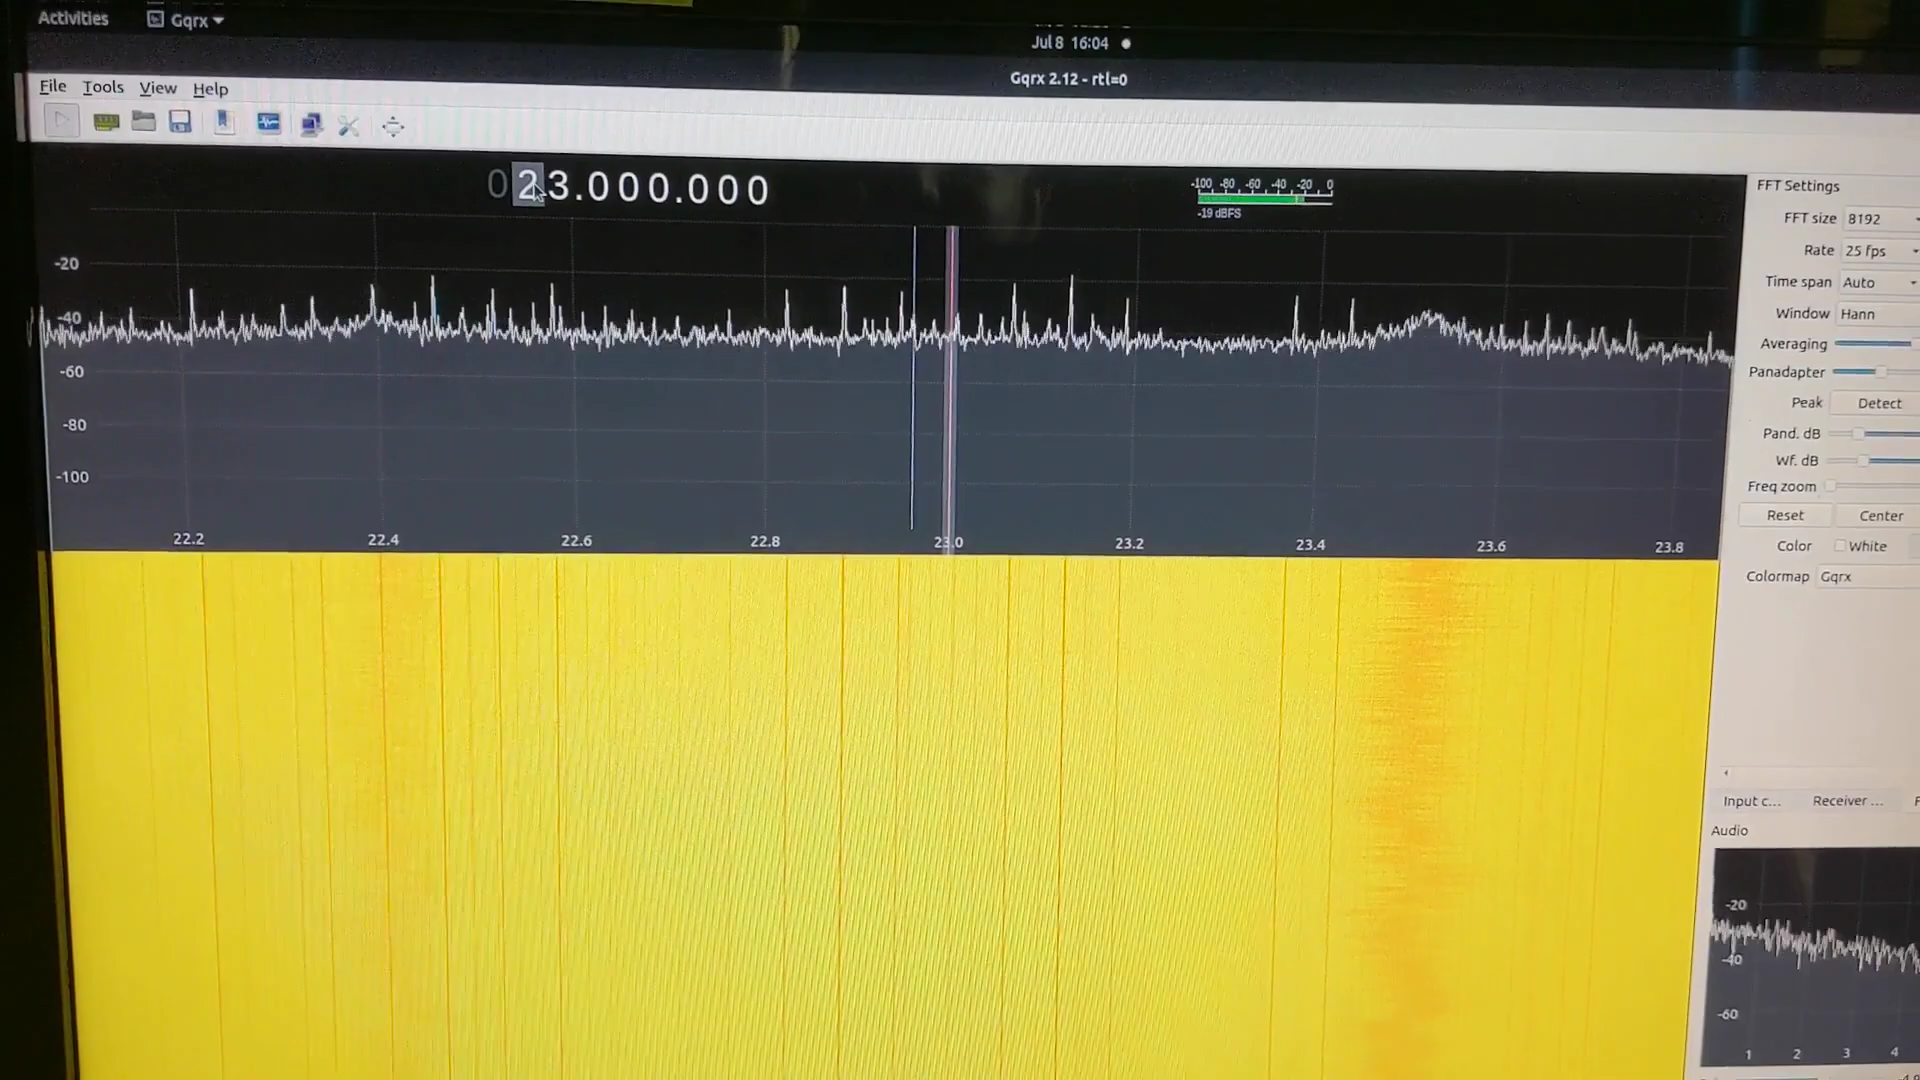 Activities Gqrx
Jul 8 16:04
Gqrx 2.12 - rtl=0
File Tools View Help
023.000.000
-100 -80 -60 -40 -20 0
-19 dBFS
-20
-40
-60
-80
-100
22.2 22.4 22.6 22.8 23.0 23.2 23.4 23.6 23.8
FFT Settings
FFT size 8192
Rate 25 fps
Time span Auto
Window Hann
Averaging
Panadapter
Peak Detect
Pand. dB
Wf. dB
Freq zoom
Reset Center
Color White
Colormap Gqrx
Input c... Receiver ...
Audio
-20
-40
-60
1 2 3 4